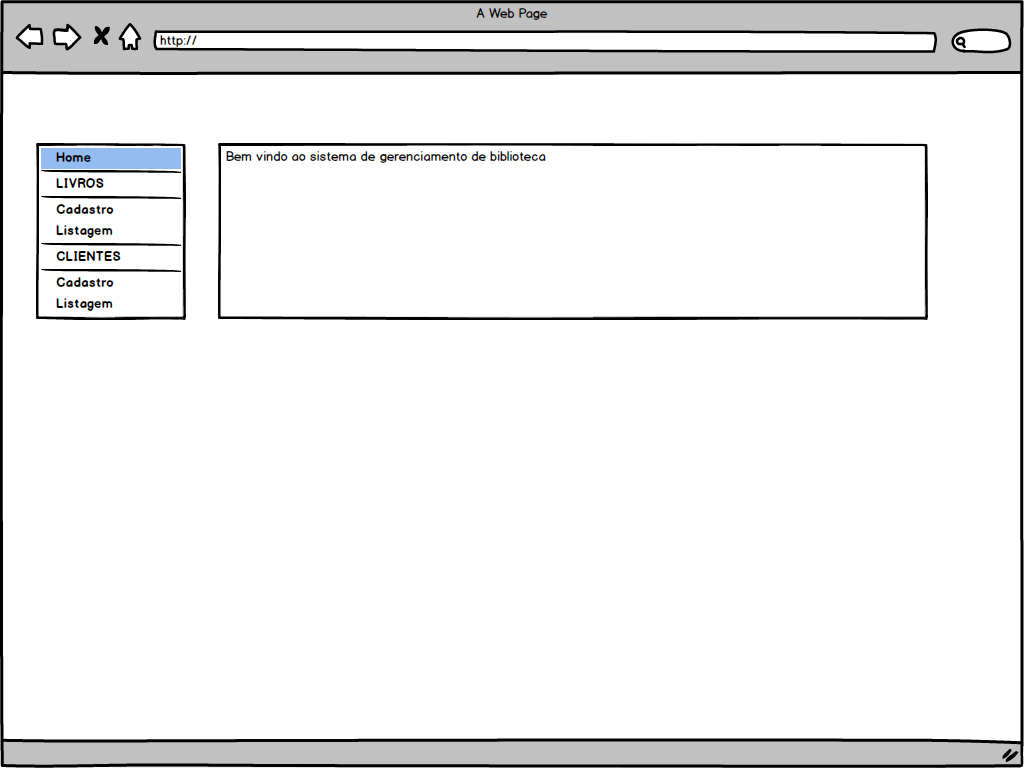 A Web Page
http://
Home
LIVROS
Cadastro
Listagem
CLIENTES
Cadastro
Listagem
Bem vindo ao sistema de gerenciamento de biblioteca